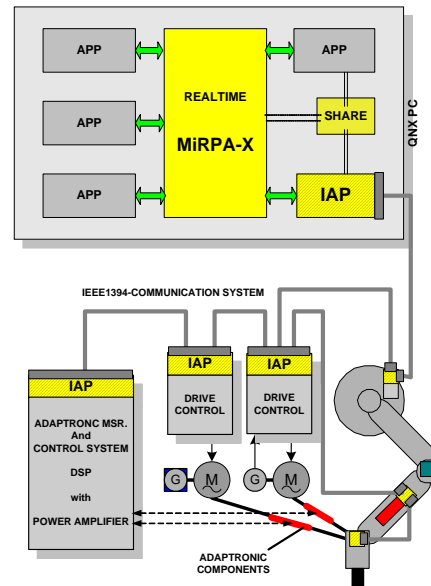 APP
APP
REALTIME
MiRPA-X
APP
SHARE
QNX PC
APP
IAP
IEEE1394-COMMUNICATION SYSTEM
IAP
IAP
IAP
DRIVE
CONTROL
DRIVE
CONTROL
ADAPTRONC MSR.
And
CONTROL SYSTEM
DSP
with
POWER AMPLIFIER
G
M
G
M
ADAPTRONIC
COMPONENTS